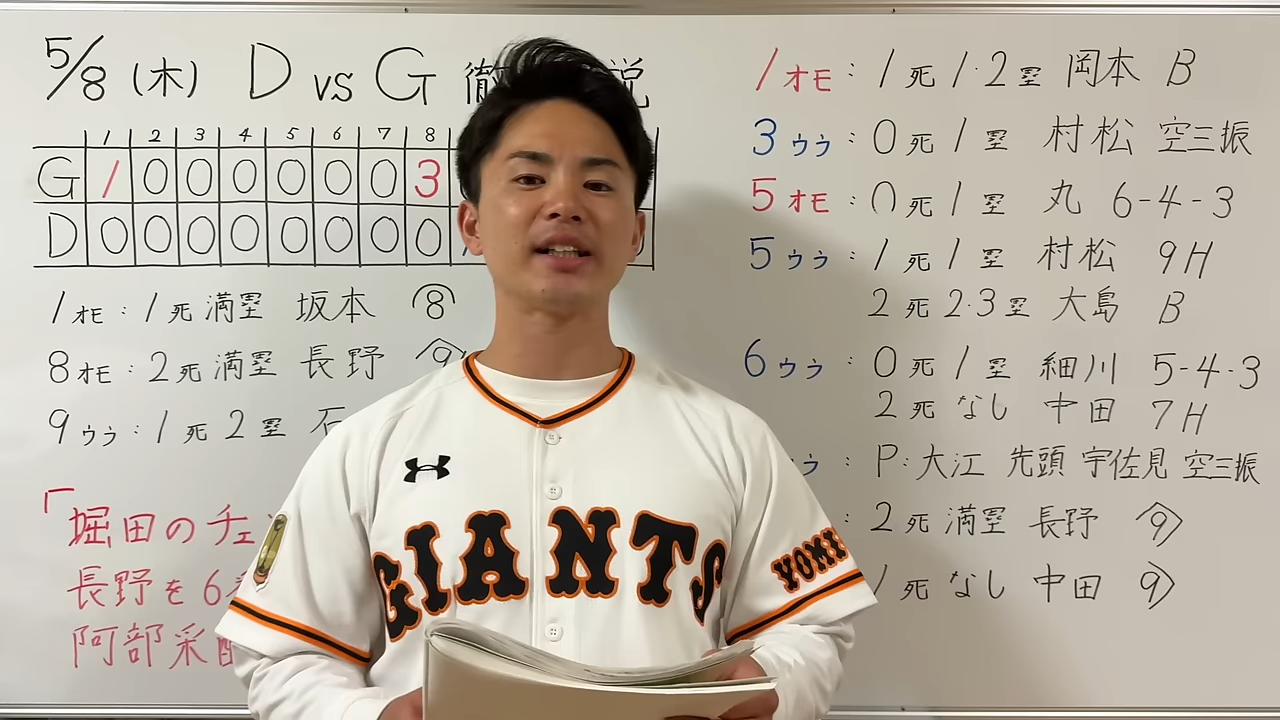 5/8 (木) D vs G 徹 説
1 2 3 4 5 6 7 8
G 1 0 0 0 0 0 0 3
D 0 0 0 0 0 0 0 0
1オモ:1死満塁 坂本 8
8オモ:2死満塁 長野 9
9ウラ:1死2塁
「堀田のチェ
長野を6
阿部采配
1オモ:1死1・2塁 岡本 B
3ウラ:0死1塁 村松 空三振
5オモ:0死1塁 丸 6-4-3
5ウラ:1死1塁 村松 9H
2死2・3塁 大島 B
6ウラ:0死1塁 細川 5-4-3
2死なし 中田 7H
ラ:P:大江 先頭 宇佐見 空三振
:2死満塁 長野 9
1死なし 中田 9
GIANTS
YOMI